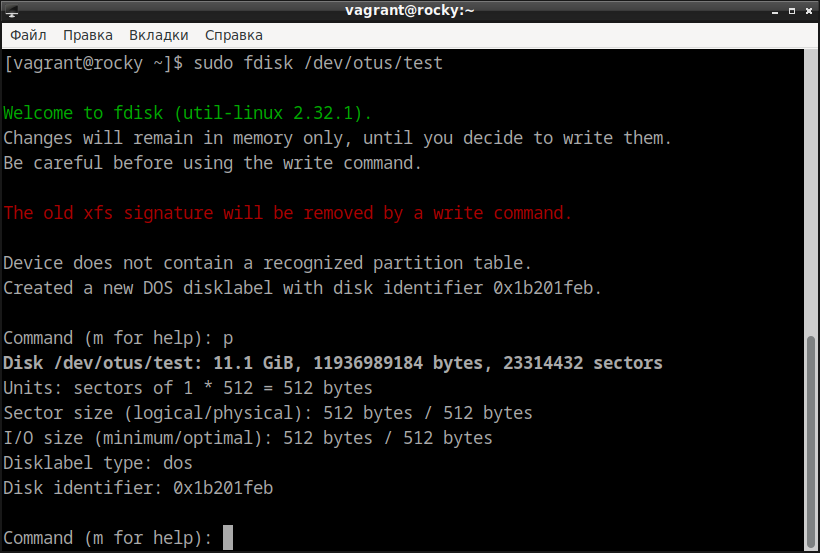 vagrant@rocky:~
Файл Правка Вкладки Справка
[vagrant@rocky ~]$ sudo fdisk /dev/otus/test
Welcome to fdisk (util-linux 2.32.1).
Changes will remain in memory only, until you decide to write them.
Be careful before using the write command.
The old xfs signature will be removed by a write command.
Device does not contain a recognized partition table.
Created a new DOS disklabel with disk identifier 0x1b201feb.
Command (m for help): p
Disk /dev/otus/test: 11.1 GiB, 11936989184 bytes, 23314432 sectors
Units: sectors of 1 * 512 = 512 bytes
Sector size (logical/physical): 512 bytes / 512 bytes
I/O size (minimum/optimal): 512 bytes / 512 bytes
Disklabel type: dos
Disk identifier: 0x1b201feb
Command (m for help):